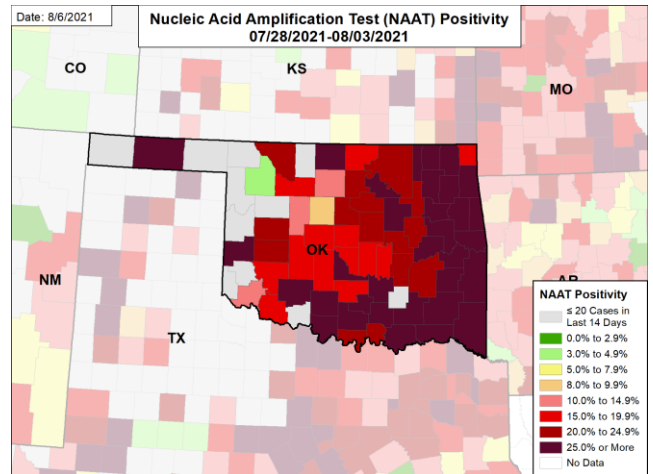 Date: 8/6/2021
Nucleic Acid Amplification Test (NAAT) Positivity
07/28/2021-08/03/2021
CO
KS
MO
OK
NM
TX
AR
NAAT Positivity
≤ 20 Cases in
Last 14 Days
0.0% to 2.9%
3.0% to 4.9%
5.0% to 7.9%
8.0% to 9.9%
10.0% to 14.9%
15.0% to 19.9%
20.0% to 24.9%
25.0% or More
No Data